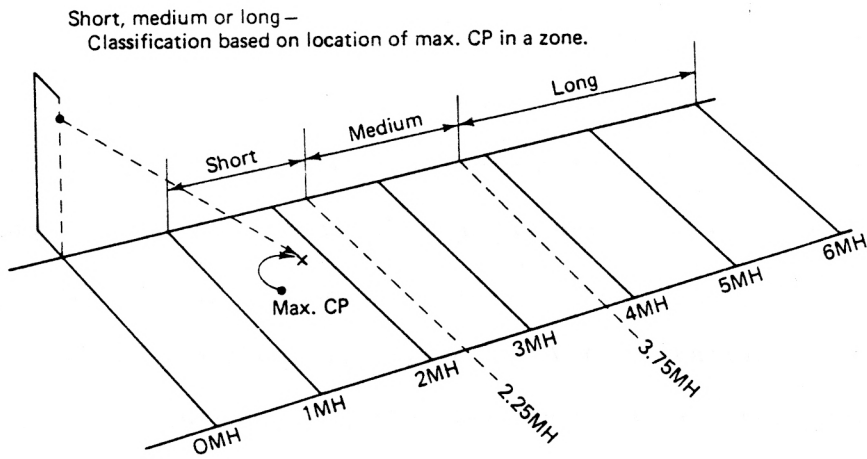 Short, medium or long–
Classification based on location of max. CP in a zone.
Long
Medium
Short
Max. CP
0MH
1MH
2MH
2.25MH
3MH
3.75MH
4MH
5MH
6MH